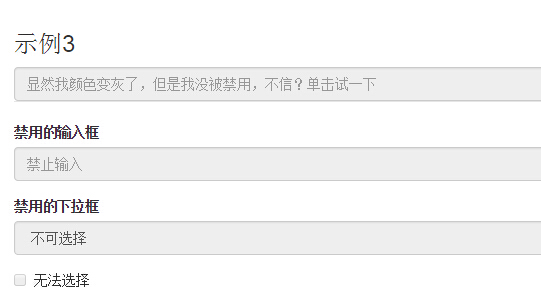 示例3
显然我颜色变灰了，但是我没被禁用，不信？单击试一下
禁用的输入框
禁止输入
禁用的下拉框
不可选择
无法选择